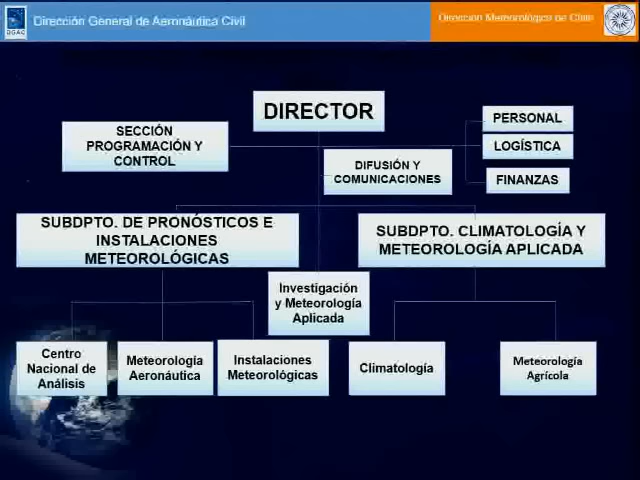 Dirección General de Aeronáutica Civil
Dirección Meteorológica de Chile
DGAC
DIRECTOR
SECCIÓN
PROGRAMACIÓN Y
CONTROL
PERSONAL
LOGÍSTICA
FINANZAS
DIFUSIÓN Y
COMUNICACIONES
SUBDPTO. DE PRONÓSTICOS E
INSTALACIONES
METEOROLÓGICAS
SUBDPTO. CLIMATOLOGÍA Y
METEOROLOGÍA APLICADA
Investigación
y Meteorología
Aplicada
Centro
Nacional de
Análisis
Meteorología
Aeronáutica
Instalaciones
Meteorológicas
Climatología
Meteorología
Agrícola